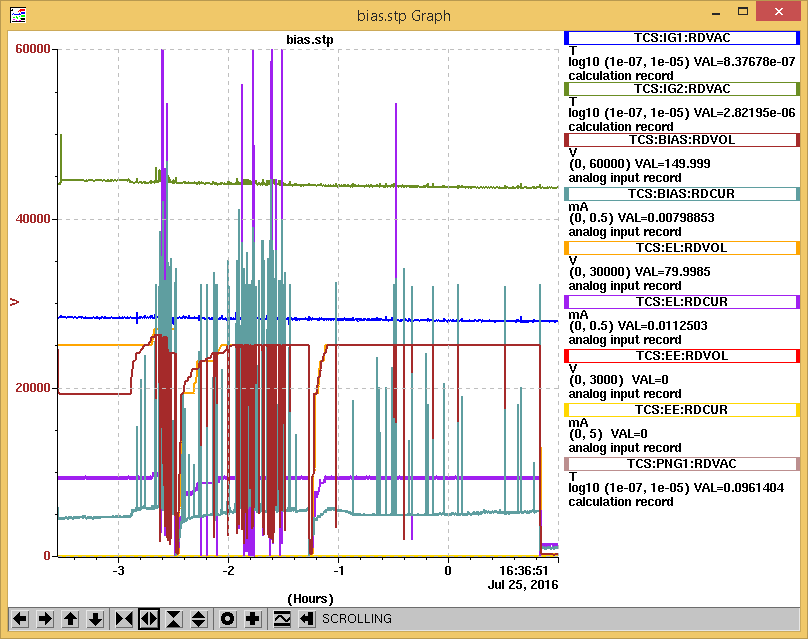 bias.stp Graph
bias.stp
60000
40000
V
20000
0
-3
-2
-1
0
16:36:51
Jul 25, 2016
(Hours)
TCS:IG1:RDVAC
T
log10 (1e-07, 1e-05) VAL=8.37678e-07
calculation record
TCS:IG2:RDVAC
T
log10 (1e-07, 1e-05) VAL=2.82195e-06
calculation record
TCS:BIAS:RDVOL
V
(0, 60000) VAL=149.999
analog input record
TCS:BIAS:RDCUR
mA
(0, 0.5) VAL=0.00798853
analog input record
TCS:EL:RDVOL
V
(0, 30000) VAL=79.9985
analog input record
TCS:EL:RDCUR
mA
(0, 0.5) VAL=0.0112503
analog input record
TCS:EE:RDVOL
V
(0, 3000) VAL=0
analog input record
TCS:EE:RDCUR
mA
(0, 5) VAL=0
analog input record
TCS:PNG1:RDVAC
T
log10 (1e-07, 1e-05) VAL=0.0961404
calculation record
SCROLLING